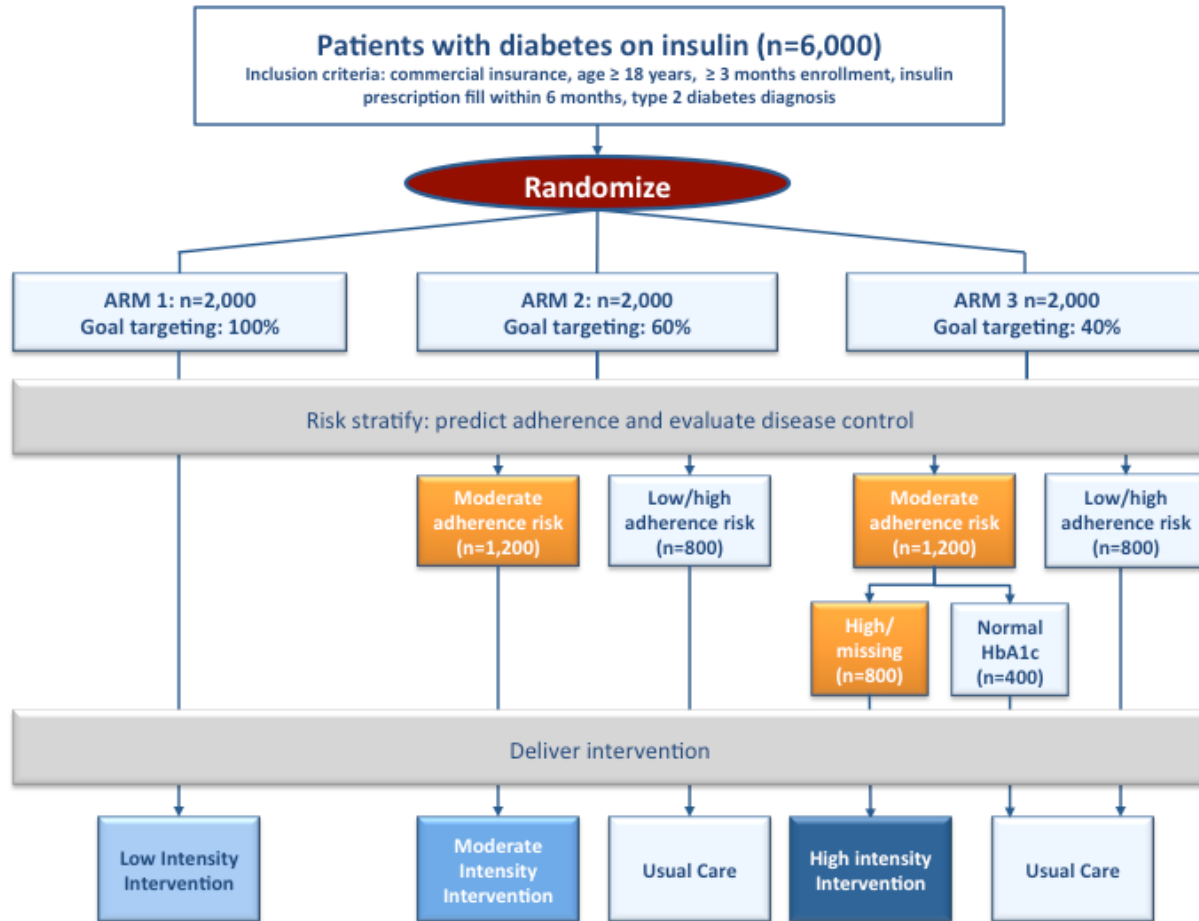 Patients with diabetes on insulin (n=6,000)
Inclusion criteria: commercial insurance, age ≥ 18 years, ≥ 3 months enrollment, insulin
prescription fill within 6 months, type 2 diabetes diagnosis
Randomize
ARM 1: n=2,000
Goal targeting: 100%
ARM 2: n=2,000
Goal targeting: 60%
ARM 3 n=2,000
Goal targeting: 40%
Risk stratify: predict adherence and evaluate disease control
Moderate
adherence risk
(n=1,200)
Low/high
adherence risk
(n=800)
Moderate
adherence risk
(n=1,200)
Low/high
adherence risk
(n=800)
High/
missing
(n=800)
Normal
HbA1c
(n=400)
Deliver intervention
Low Intensity
Intervention
Moderate
Intensity
Intervention
Usual Care
High intensity
Intervention
Usual Care